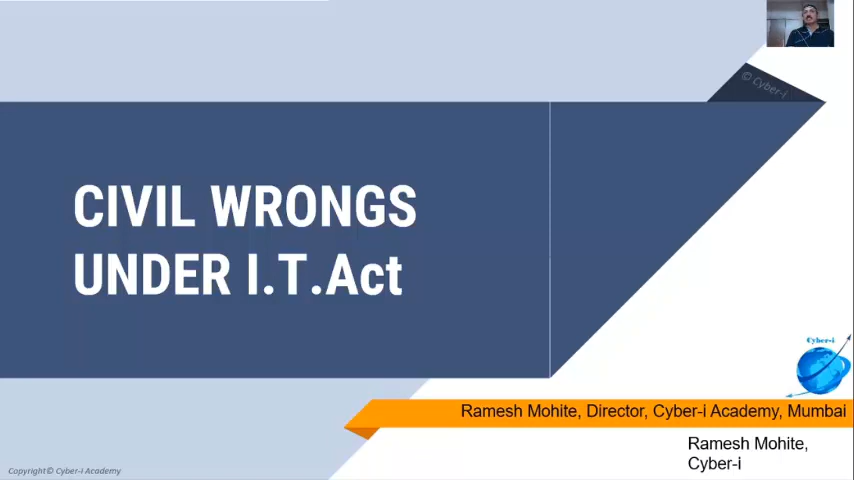 © Cyber-i
CIVIL WRONGS
UNDER I.T.Act
Cyber-i
Ramesh Mohite, Director, Cyber-i Academy, Mumbai
Ramesh Mohite,
Cyber-i
Copyright© Cyber-i Academy